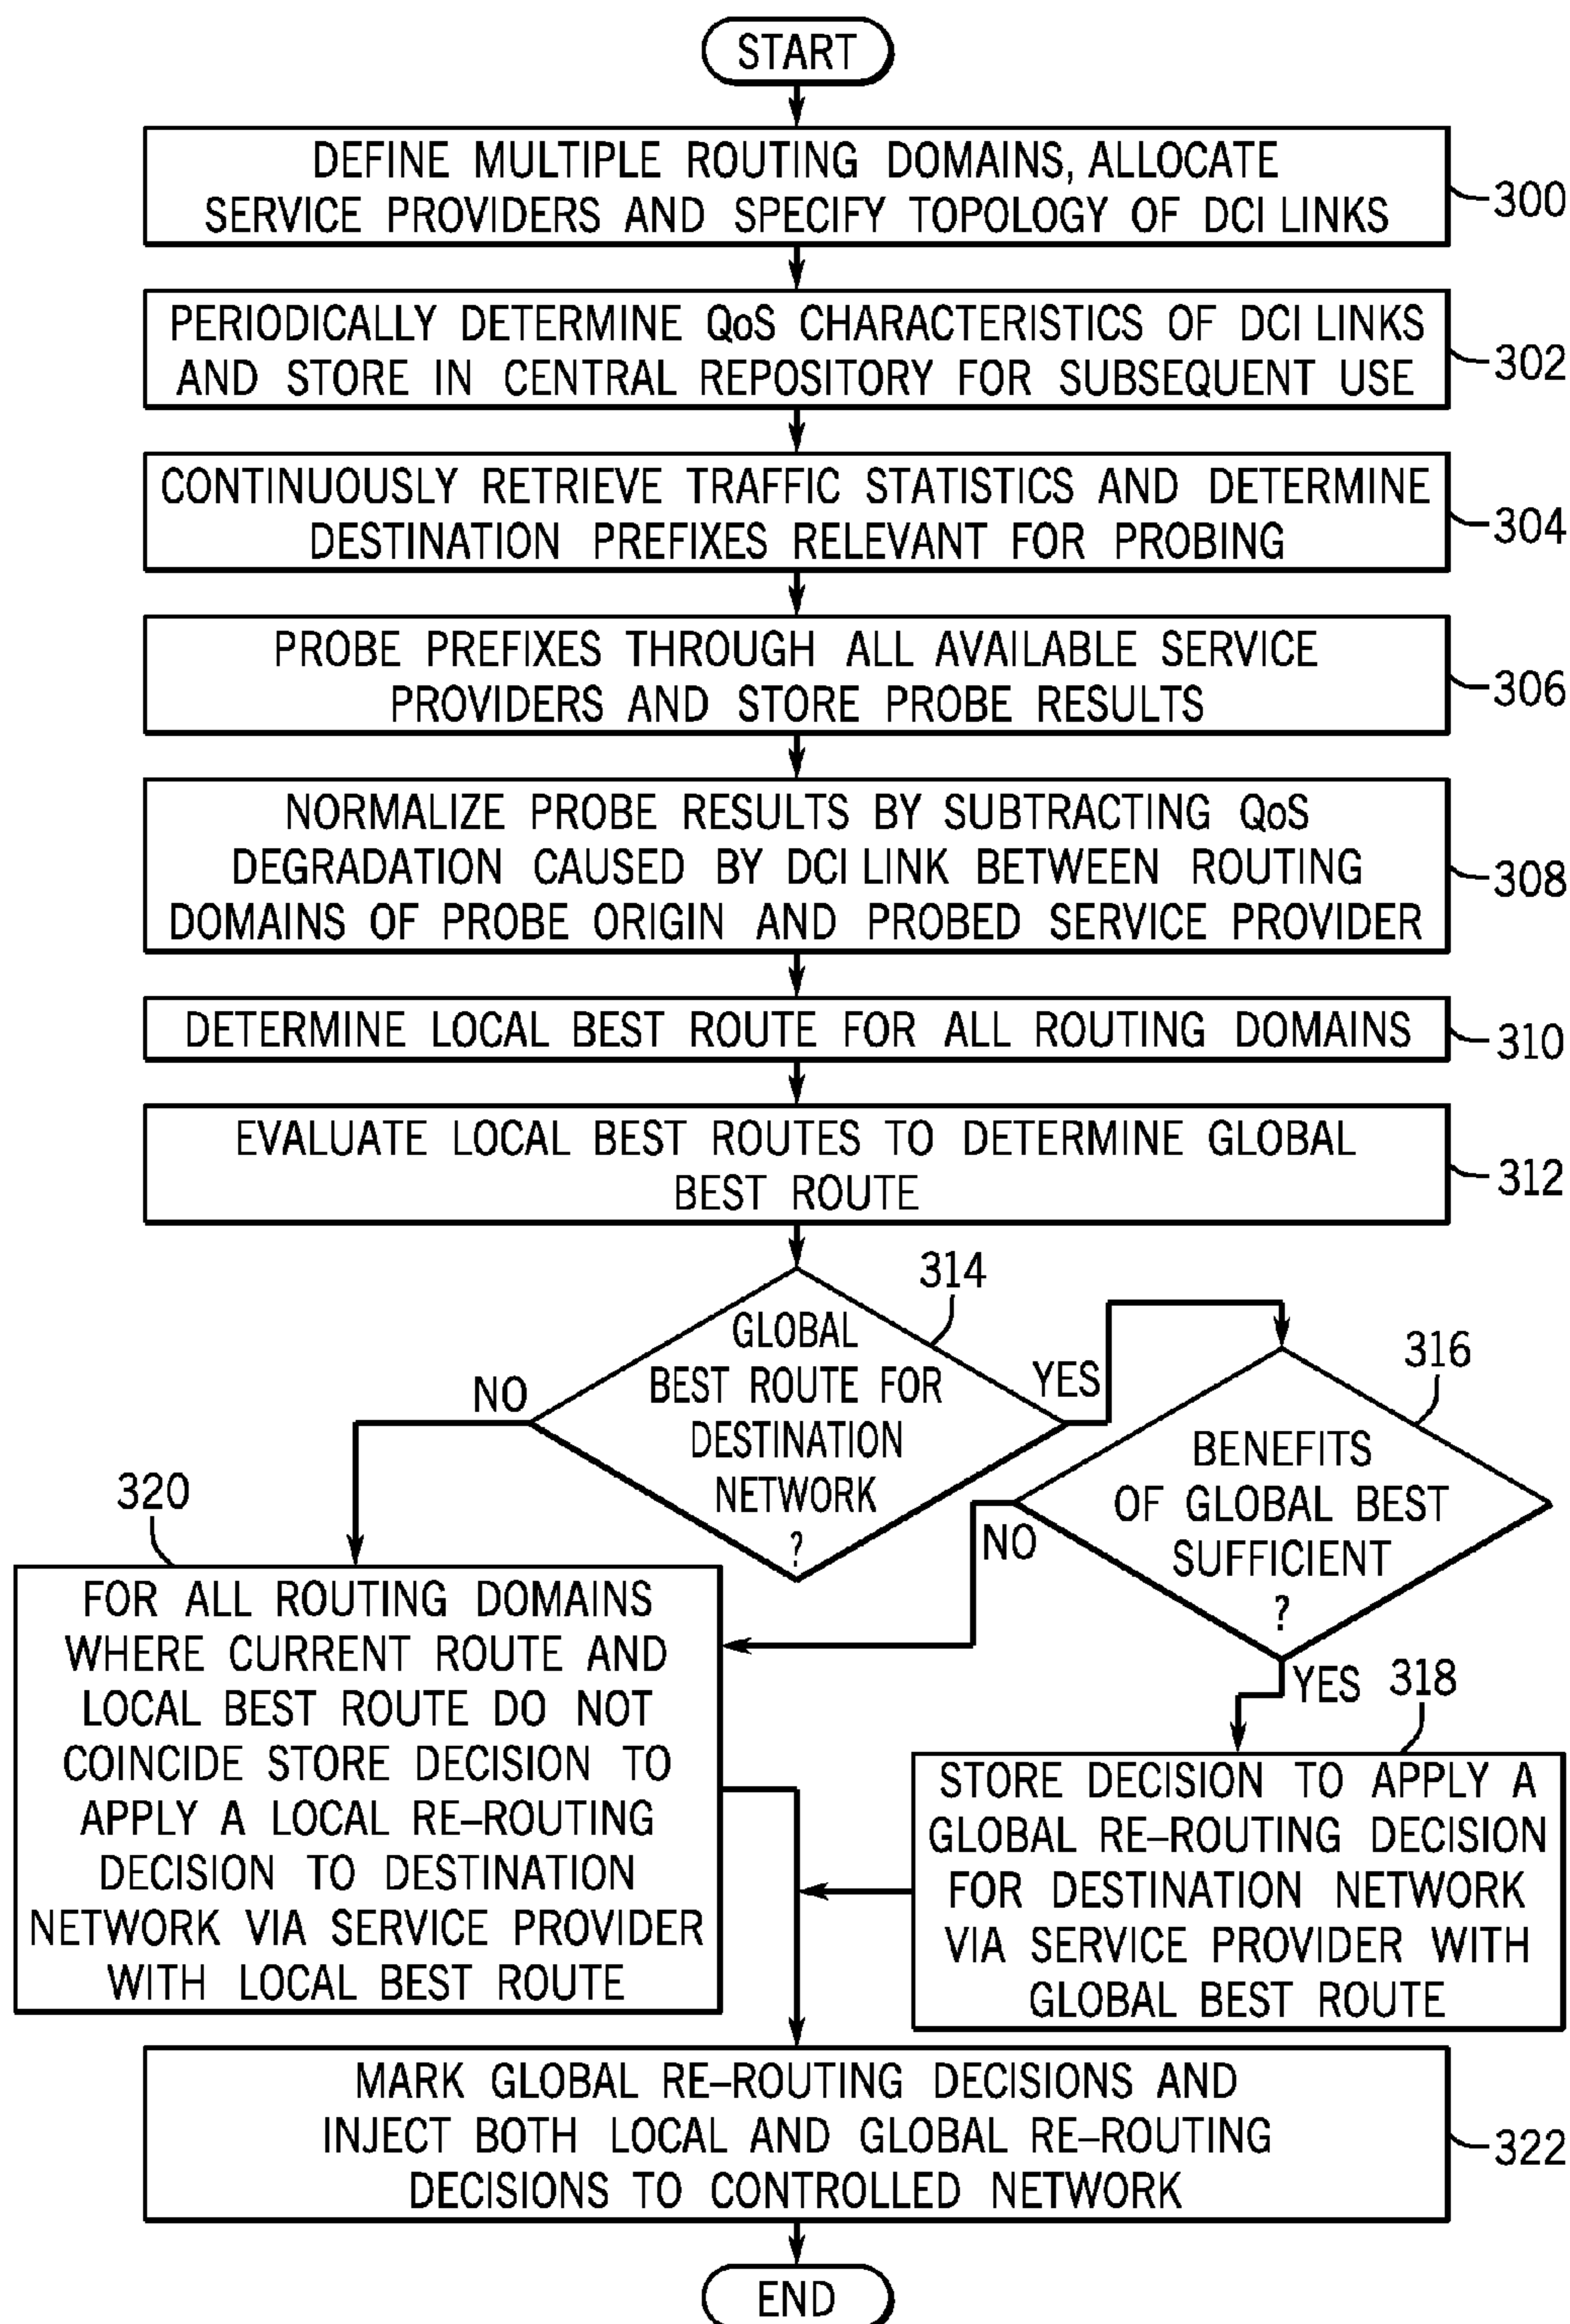 START
DEFINE MULTIPLE ROUTING DOMAINS, ALLOCATE
SERVICE PROVIDERS AND SPECIFY TOPOLOGY OF DCI LINKS
300
PERIODICALLY DETERMINE QoS CHARACTERISTICS OF DCI LINKS
AND STORE IN CENTRAL REPOSITORY FOR SUBSEQUENT USE
302
CONTINUOUSLY RETRIEVE TRAFFIC STATISTICS AND DETERMINE
DESTINATION PREFIXES RELEVANT FOR PROBING
304
PROBE PREFIXES THROUGH ALL AVAILABLE SERVICE
PROVIDERS AND STORE PROBE RESULTS
306
NORMALIZE PROBE RESULTS BY SUBTRACTING QoS
DEGRADATION CAUSED BY DCI LINK BETWEEN ROUTING
DOMAINS OF PROBE ORIGIN AND PROBED SERVICE PROVIDER
308
DETERMINE LOCAL BEST ROUTE FOR ALL ROUTING DOMAINS
310
EVALUATE LOCAL BEST ROUTES TO DETERMINE GLOBAL
BEST ROUTE
312
314
GLOBAL
BEST ROUTE FOR
DESTINATION
NETWORK
?
NO
YES
316
BENEFITS
OF GLOBAL BEST
SUFFICIENT
?
NO
YES
320
FOR ALL ROUTING DOMAINS
WHERE CURRENT ROUTE AND
LOCAL BEST ROUTE DO NOT
COINCIDE STORE DECISION TO
APPLY A LOCAL RE–ROUTING
DECISION TO DESTINATION
NETWORK VIA SERVICE PROVIDER
WITH LOCAL BEST ROUTE
318
STORE DECISION TO APPLY A
GLOBAL RE–ROUTING DECISION
FOR DESTINATION NETWORK
VIA SERVICE PROVIDER WITH
GLOBAL BEST ROUTE
MARK GLOBAL RE–ROUTING DECISIONS AND
INJECT BOTH LOCAL AND GLOBAL RE–ROUTING
DECISIONS TO CONTROLLED NETWORK
322
END